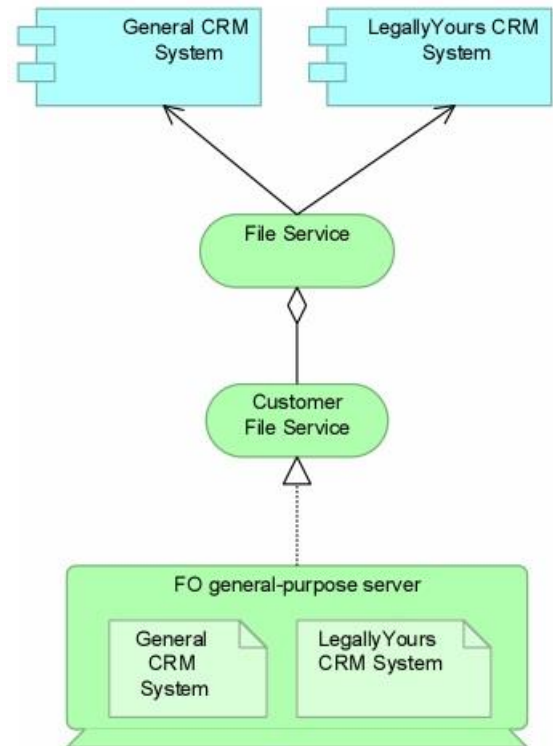 General CRM
System
LegallyYours CRM
System
File Service
Customer
File Service
FO general-purpose server
General
CRM
System
LegallyYours
CRM System